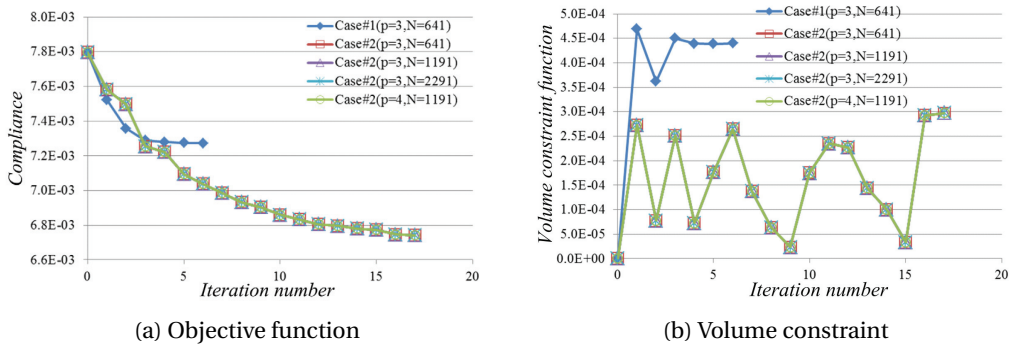 8.0E-03
7.8E-03
7.6E-03
7.4E-03
7.2E-03
7.0E-03
6.8E-03
6.6E-03
Compliance
0 5 10 15 20
Iteration number
Case#1(p=3,N=641)
Case#2(p=3,N=641)
Case#2(p=3,N=1191)
Case#2(p=3,N=2291)
Case#2(p=4,N=1191)
(a) Objective function
5.0E-04
4.5E-04
4.0E-04
3.5E-04
3.0E-04
2.5E-04
2.0E-04
1.5E-04
1.0E-04
5.0E-05
0.0E+00
Volume constraint function
0 5 10 15 20
Iteration number
Case#1(p=3,N=641)
Case#2(p=3,N=641)
Case#2(p=3,N=1191)
Case#2(p=3,N=2291)
Case#2(p=4,N=1191)
(b) Volume constraint